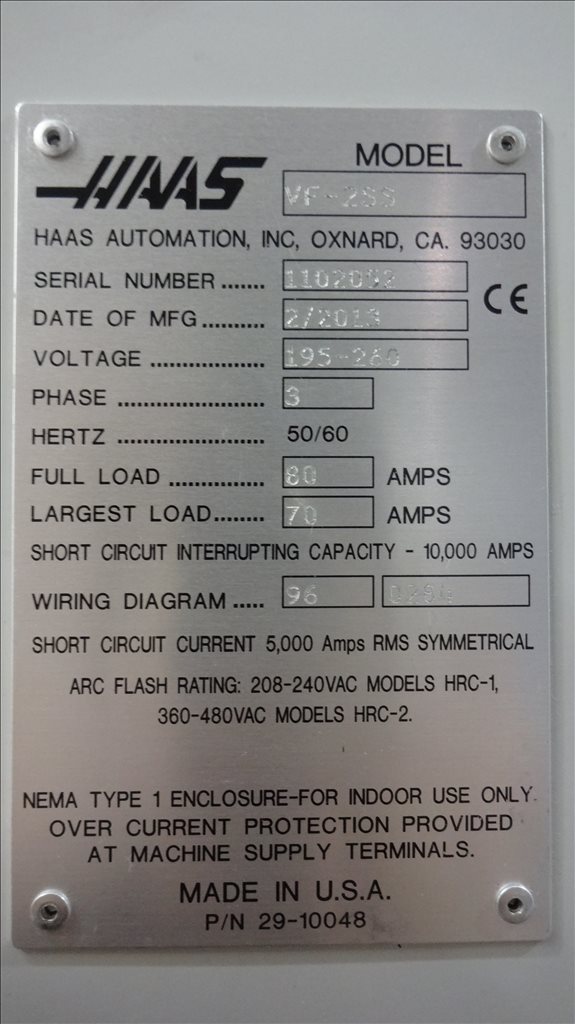 HAAS
MODEL VF-2SS
HAAS AUTOMATION, INC, OXNARD, CA. 93030
SERIAL NUMBER ....... 1102092
CE
DATE OF MFG.......... 2/2013
VOLTAGE .................. 195-260
PHASE ....................... 3
HERTZ ....................... 50/60
FULL LOAD ............... 80 AMPS
LARGEST LOAD........ 70 AMPS
SHORT CIRCUIT INTERRUPTING CAPACITY - 10,000 AMPS
WIRING DIAGRAM ..... 96
SHORT CIRCUIT CURRENT 5,000 Amps RMS SYMMETRICAL
ARC FLASH RATING: 208-240VAC MODELS HRC-1,
360-480VAC MODELS HRC-2.
NEMA TYPE 1 ENCLOSURE-FOR INDOOR USE ONLY.
OVER CURRENT PROTECTION PROVIDED
AT MACHINE SUPPLY TERMINALS.
MADE IN U.S.A.
P/N 29-10048